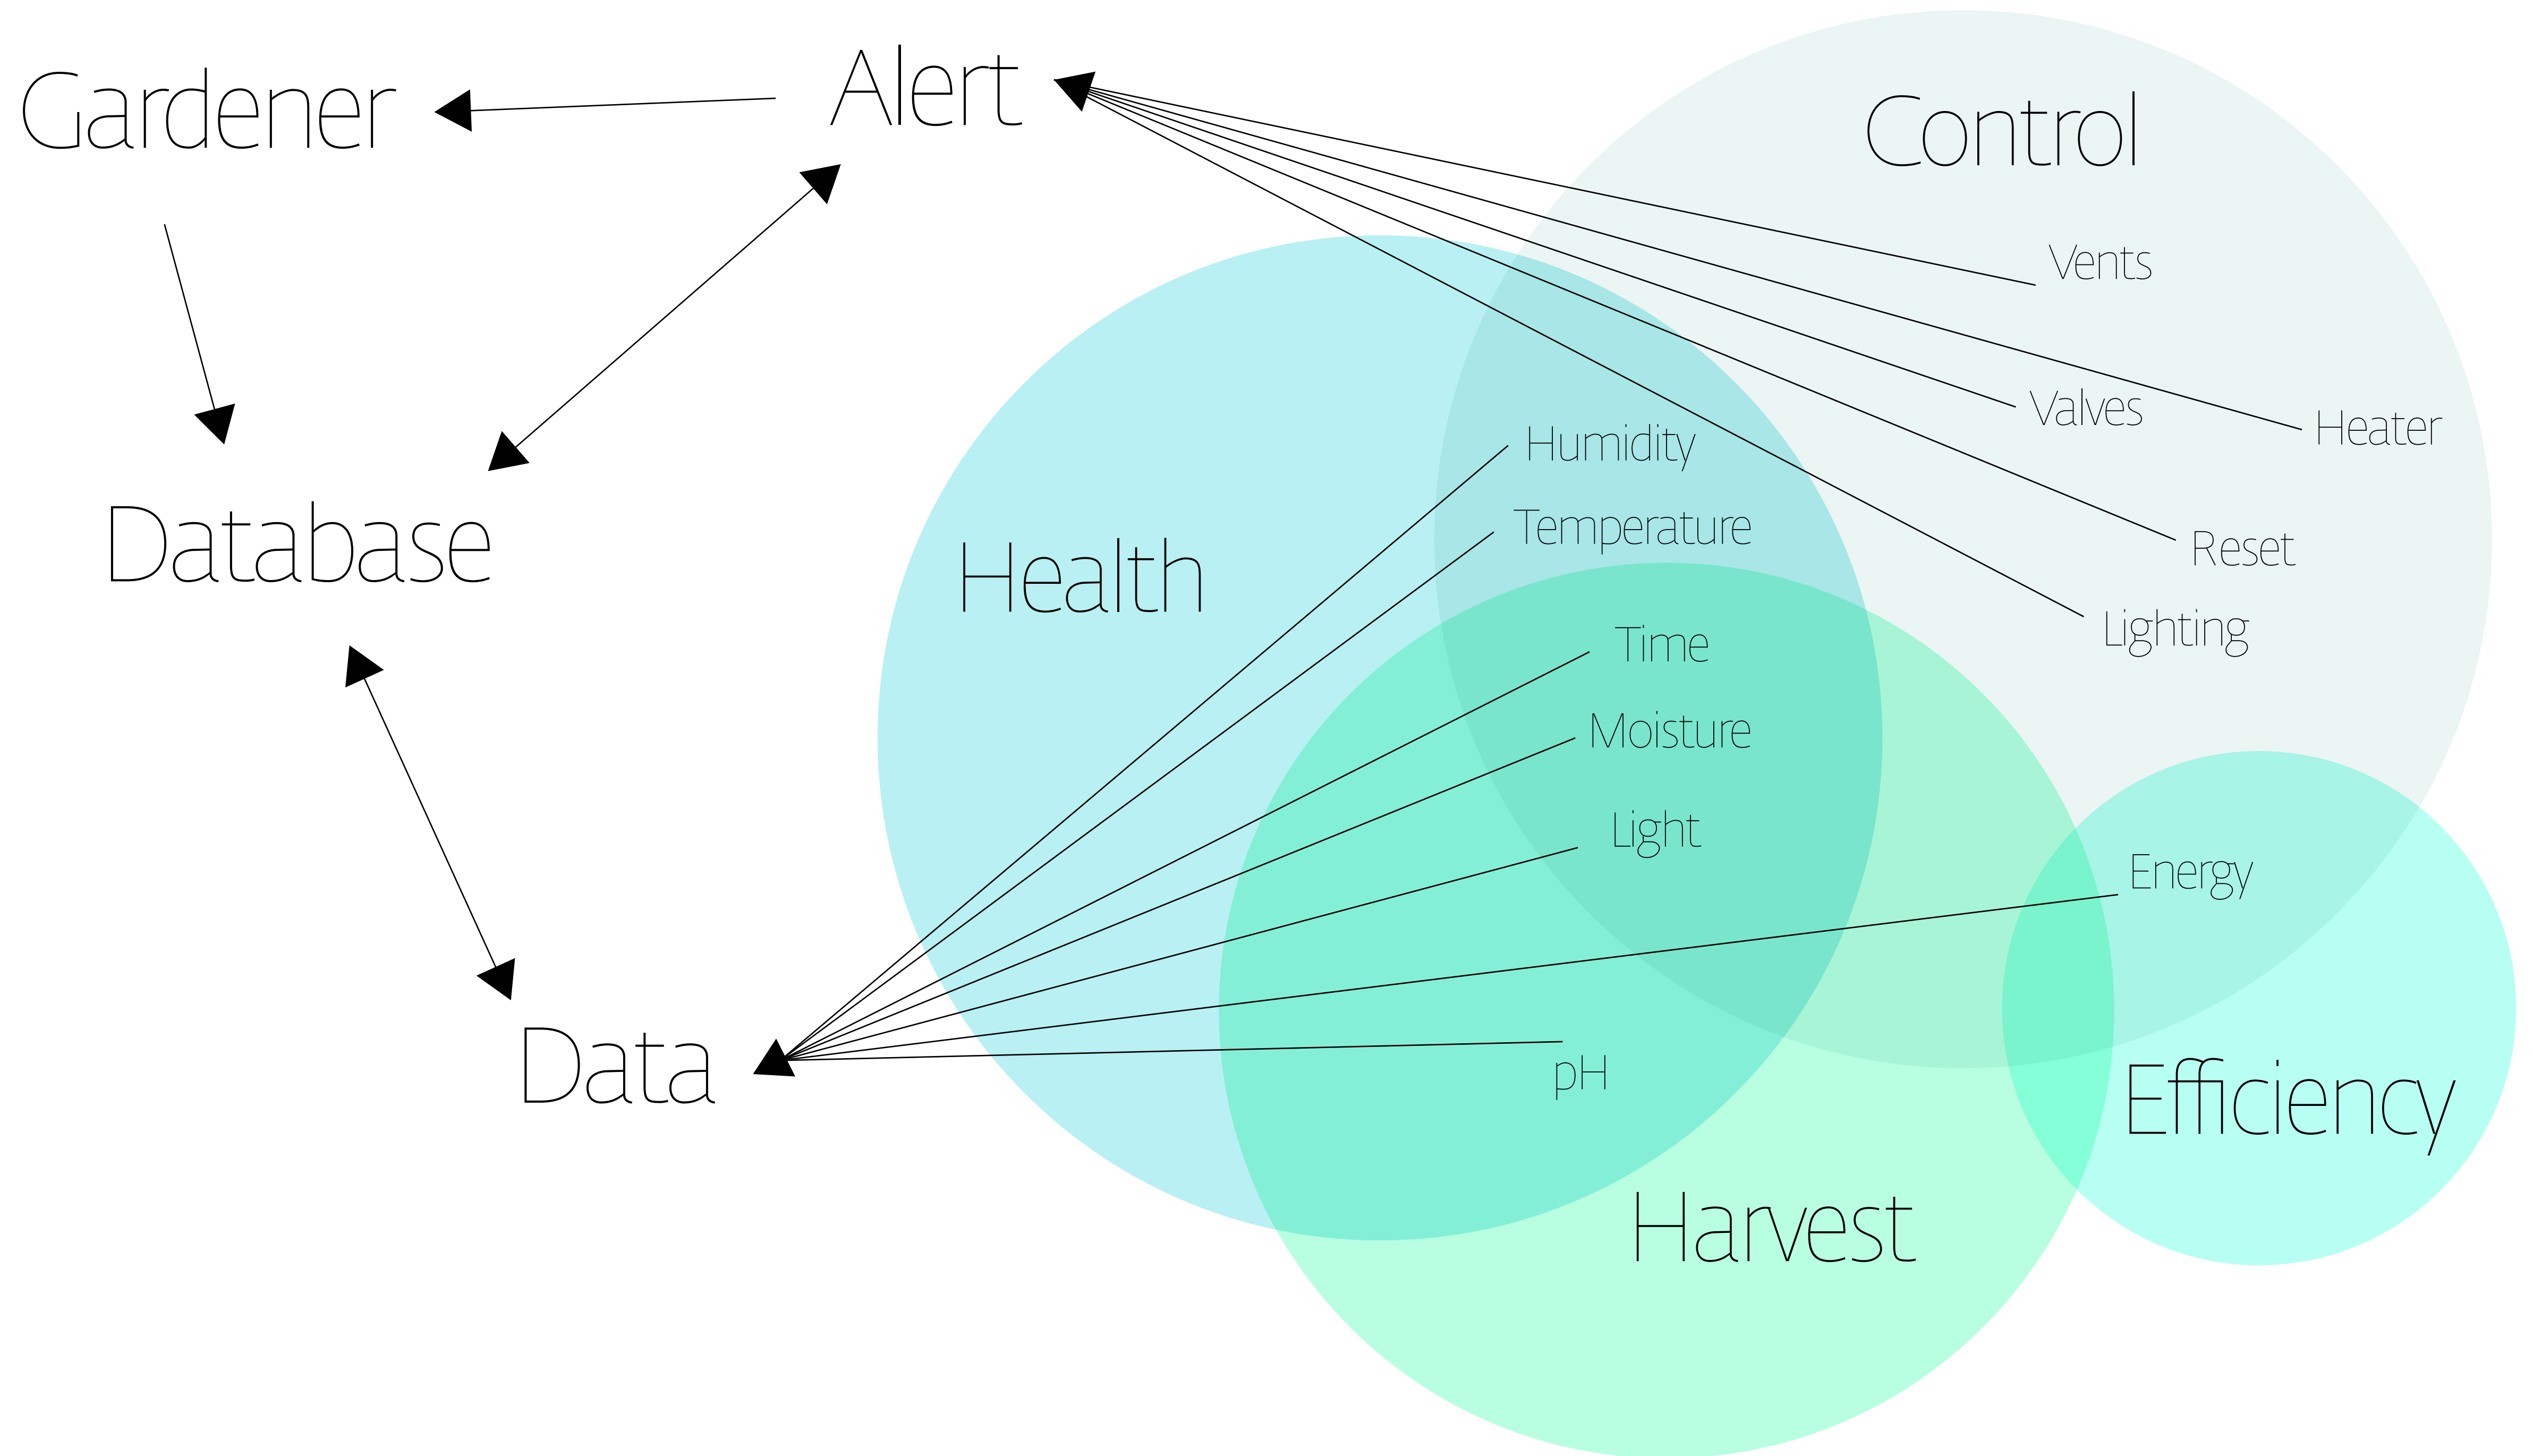 Gardener
Alert
Control
Vents
Valves
Heater
Humidity
Temperature
Reset
Database
Health
Lighting
Time
Moisture
Light
Energy
Data
pH
Efficiency
Harvest